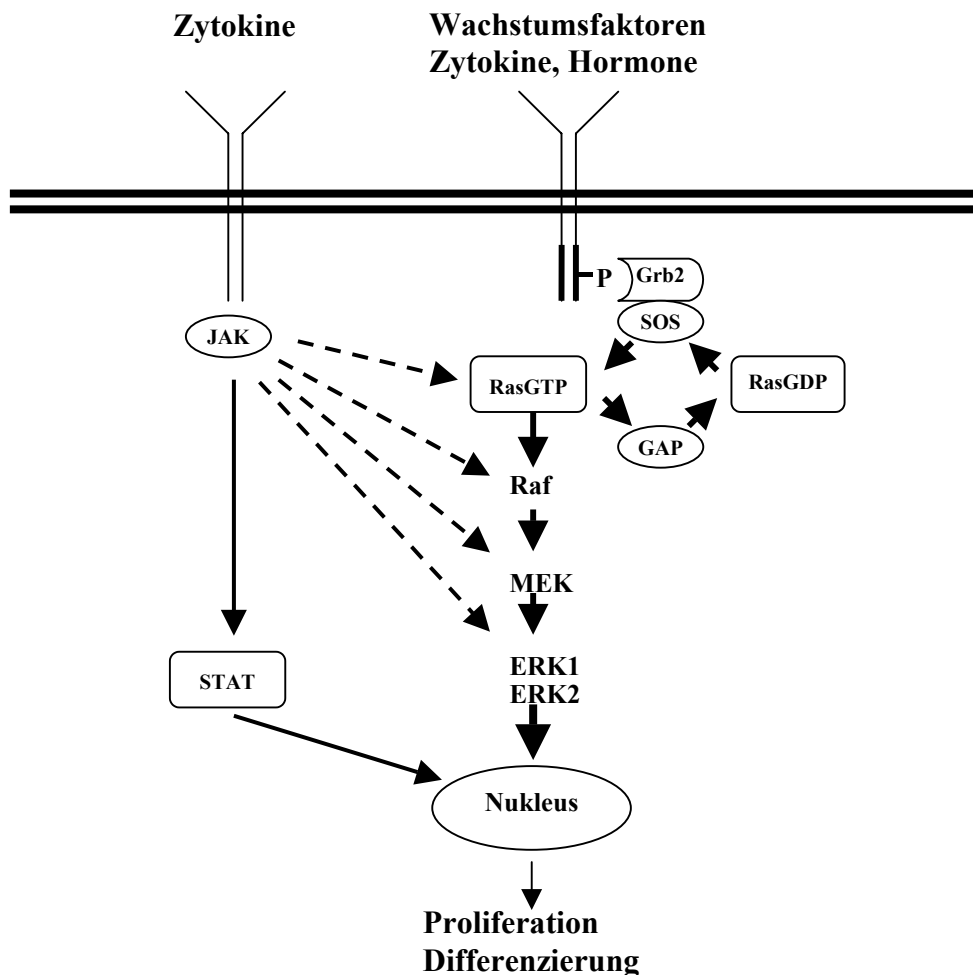 Zytokine
Wachstumsfaktoren
Zytokine, Hormone
P
Grb2
SOS
JAK
RasGTP
RasGDP
GAP
Raf
MEK
ERK1
ERK2
STAT
Nukleus
Proliferation
Differenzierung